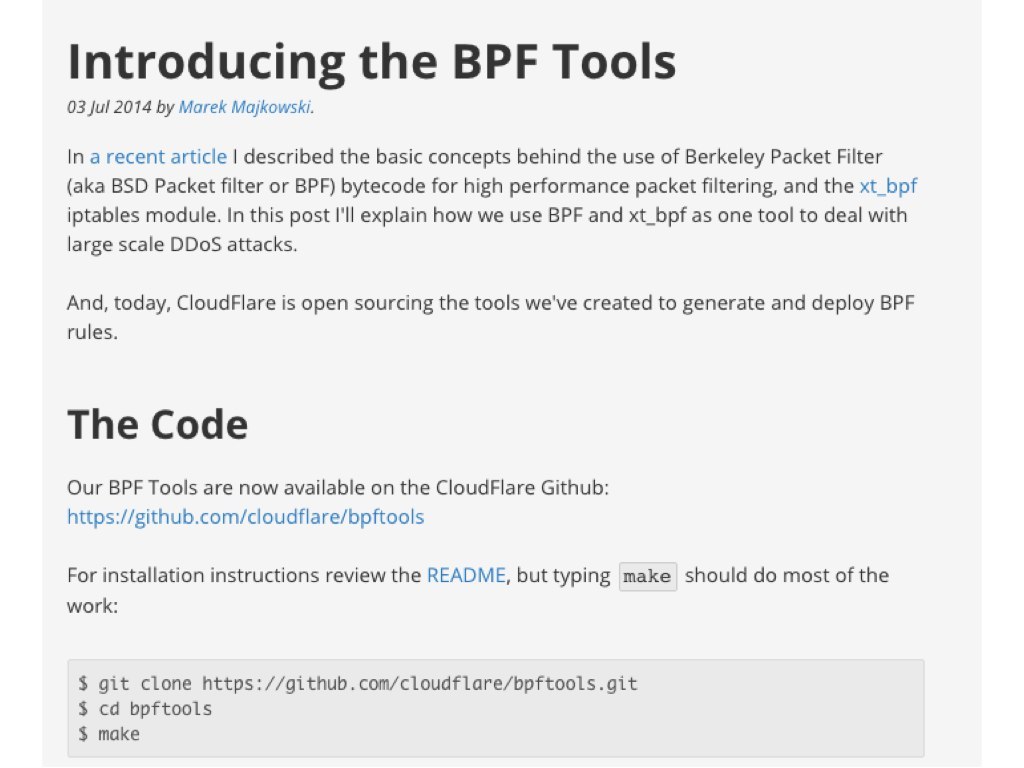 Introducing the BPF Tools
03 Jul 2014 by Marek Majkowski.
In a recent article I described the basic concepts behind the use of Berkeley Packet Filter
(aka BSD Packet filter or BPF) bytecode for high performance packet filtering, and the xt_bpf
iptables module. In this post I'll explain how we use BPF and xt_bpf as one tool to deal with
large scale DDoS attacks.
And, today, CloudFlare is open sourcing the tools we've created to generate and deploy BPF
rules.
The Code
Our BPF Tools are now available on the CloudFlare Github:
https://github.com/cloudflare/bpftools
For installation instructions review the README, but typing make should do most of the
work:
$ git clone https://github.com/cloudflare/bpftools.git
$ cd bpftools
$ make